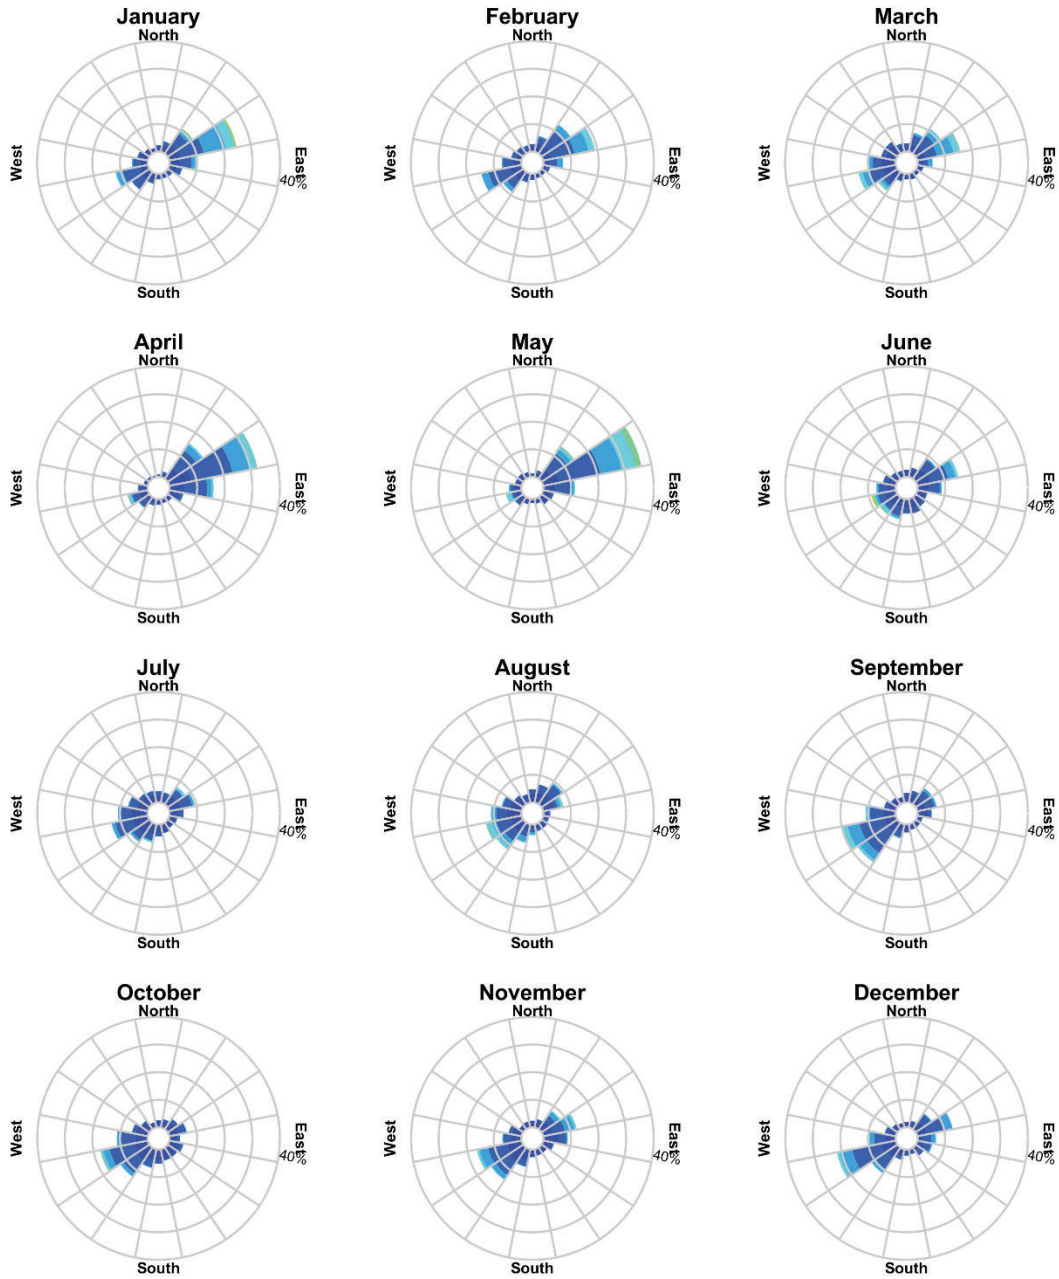 January February March
North North North
West East 40% West East 40% West East 40%
South South South
April May June
North North North
West East 40% West East 40% West East 40%
South South South
July August September
North North North
West East 40% West East 40% West East 40%
South South South
October November December
North North North
West East 40% West East 40% West East 40%
South South South